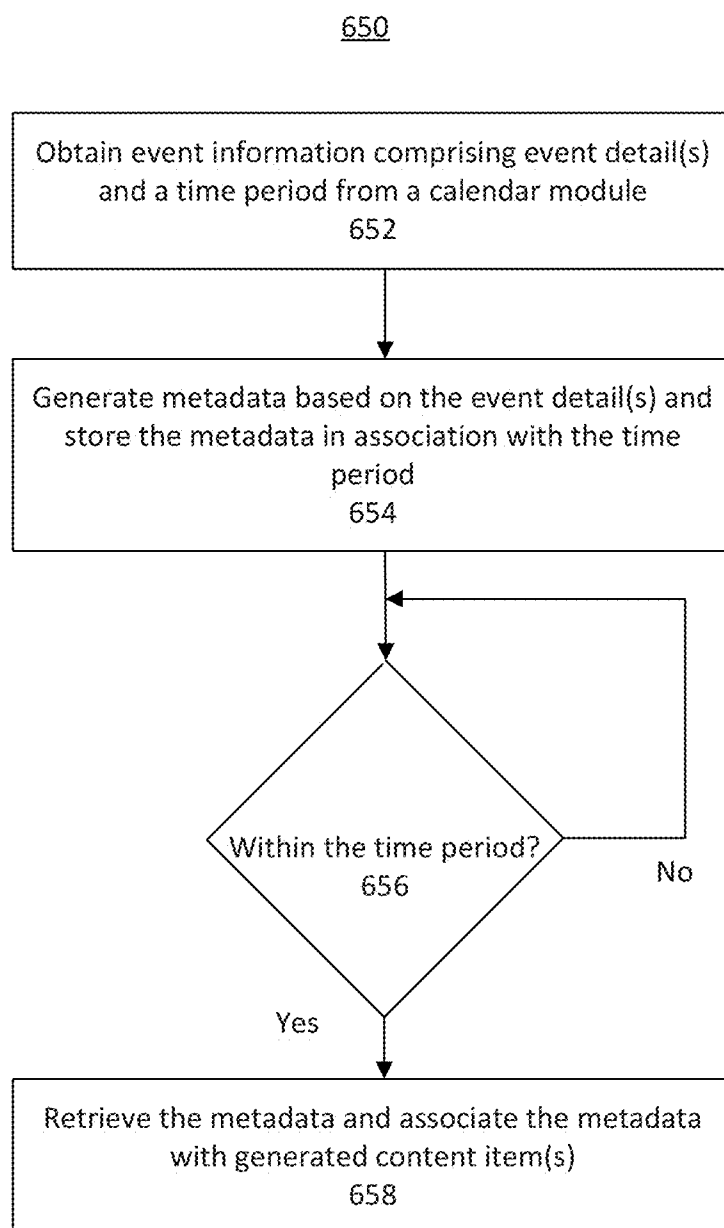 650
Obtain event information comprising event detail(s)
and a time period from a calendar module
652
Generate metadata based on the event detail(s) and
store the metadata in association with the time
period
654
Within the time period?
656
No
Yes
Retrieve the metadata and associate the metadata
with generated content item(s)
658